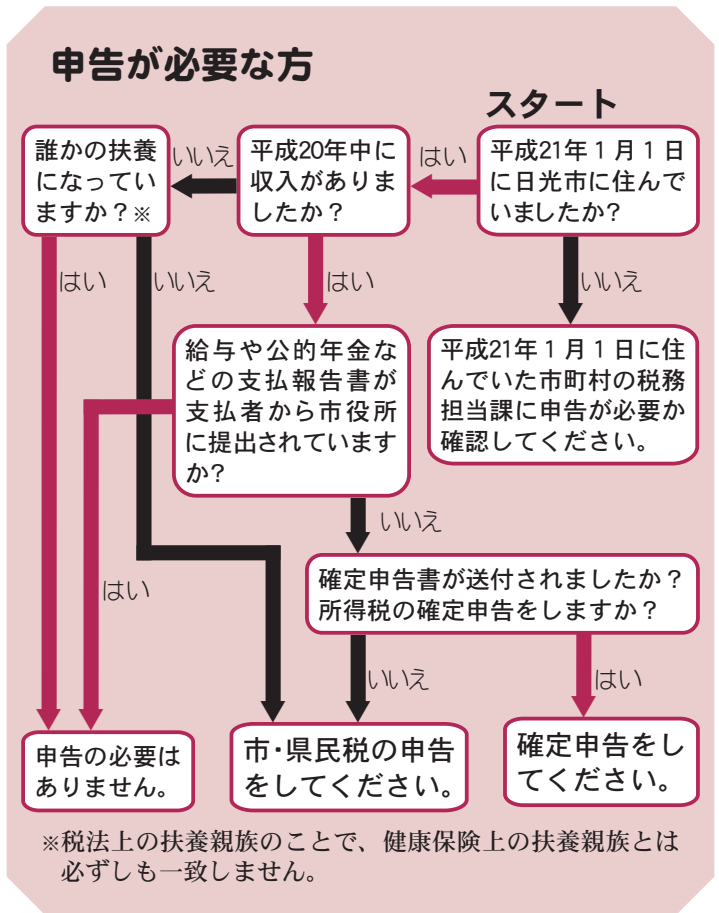 申告が必要な方
スタート
平成21年１月１日
に日光市に住んで
いましたか？
はい
いいえ
平成20年中に
収入がありま
したか？
いいえ
はい
誰かの扶養
になってい
ますか？※
はい
いいえ
平成21年１月１日に住
んでいた市町村の税務
担当課に申告が必要か
確認してください。
給与や公的年金な
どの支払報告書が
支払者から市役所
に提出されています
か？
はい
いいえ
確定申告書が送付されましたか？
所得税の確定申告をしますか？
いいえ
はい
申告の必要は
ありません。
市・県民税の申告
をしてください。
確定申告をし
てください。
※税法上の扶養親族のことで、健康保険上の扶養親族とは
必ずしも一致しません。